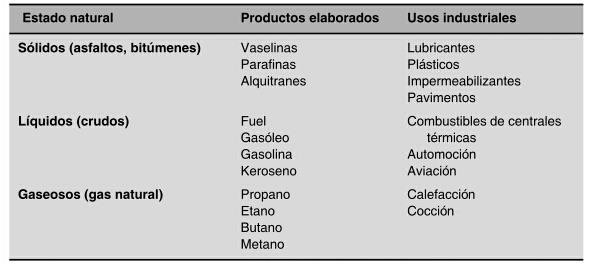 Estado natural Productos elaborados Usos industriales
Sólidos (asfaltos, bitúmenes) Vaselinas Lubricantes
Parafinas Plásticos
Alquitranes Impermeabilizantes
Pavimentos
Líquidos (crudos) Fuel Combustibles de centrales
Gasóleo térmicas
Gasolina Automoción
Keroseno Aviación
Gaseosos (gas natural) Propano Calefacción
Etano Cocción
Butano
Metano